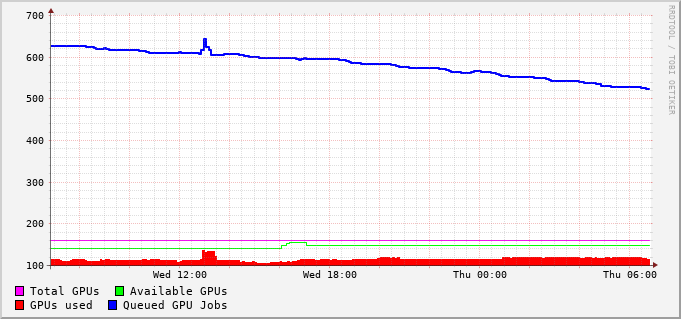 700
600
500
400
300
200
100
Wed 12:00 Wed 18:00 Thu 00:00 Thu 06:00
Total GPUs Available GPUs
GPUs used Queued GPU Jobs
RRDTOOL / TOBI OETIKER